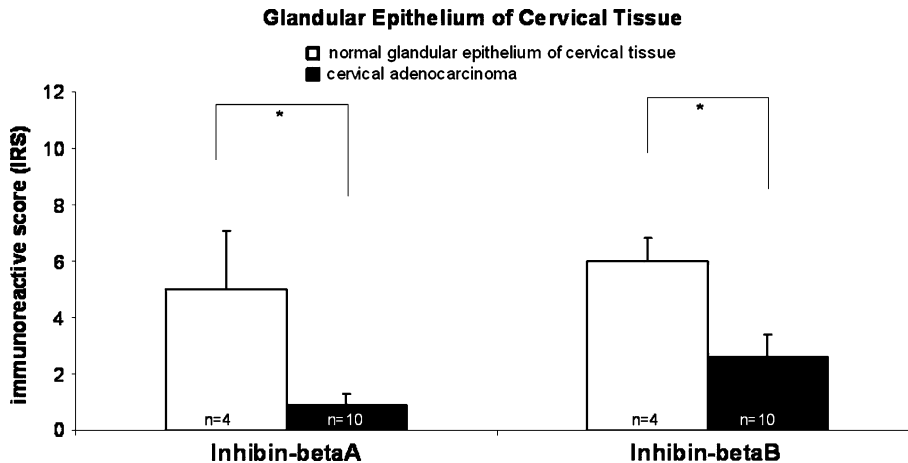 Glandular Epithelium of Cervical Tissue
normal glandular epithelium of cervical tissue
cervical adenocarcinoma
immunoreactive score (IRS)
12
10
8
6
4
2
0
*
*
n=4
n=10
n=4
n=10
Inhibin-betaA
Inhibin-betaB